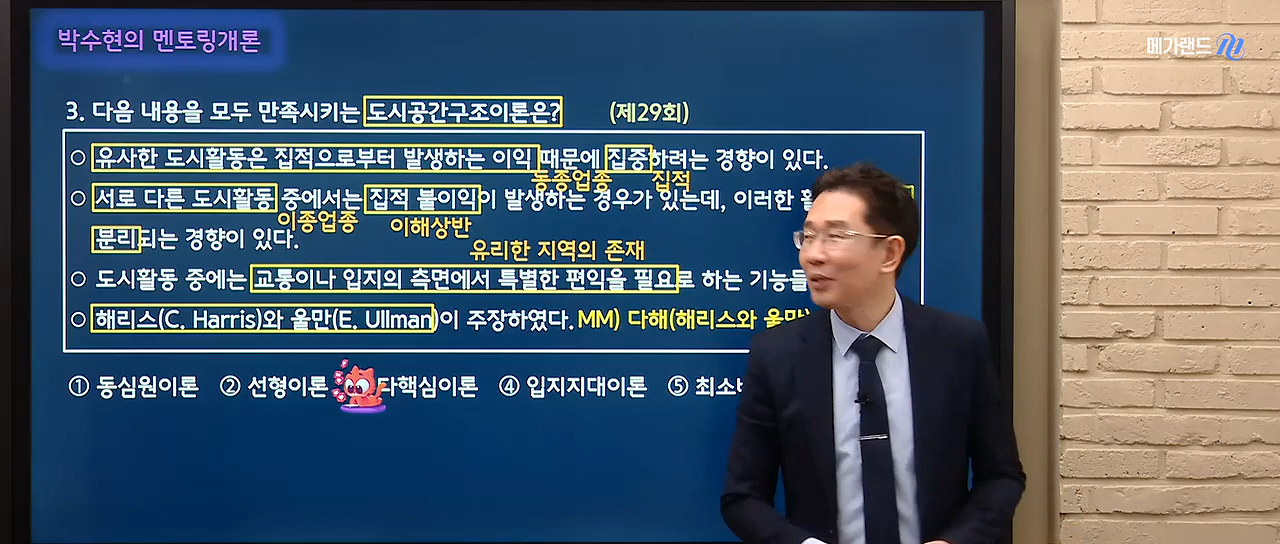 박수현의 멘토링개론
메가랜드
3. 다음 내용을 모두 만족시키는 도시공간구조이론은? (제29회)
○ 유사한 도시활동은 집적으로부터 발생하는 이익 때문에 집중하려는 경향이 있다.
동종업종 집적
○ 서로 다른 도시활동 중에서는 집적 불이익이 발생하는 경우가 있는데, 이러한
이종업종 이해상반
분리되는 경향이 있다.
유리한 지역의 존재
○ 도시활동 중에는 교통이나 입지의 측면에서 특별한 편익을 필요로 하는 기능들
○ 해리스(C. Harris)와 울만(E. Ullman)이 주장하였다. MM) 다해(해리스와 울만)
① 동심원이론 ② 선형이론 다핵심이론 ④ 입지지대이론 ⑤ 최소